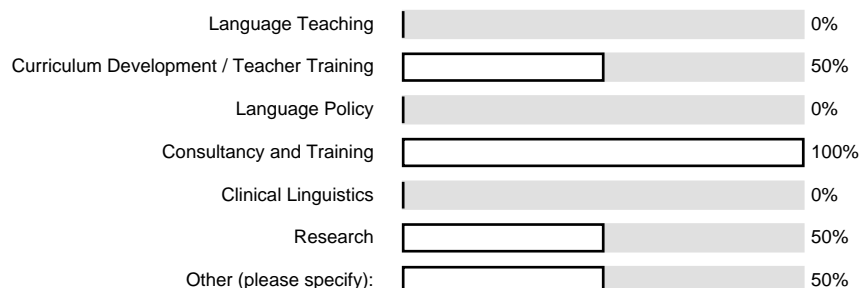 Language Teaching 0%
Curriculum Development / Teacher Training 50%
Language Policy 0%
Consultancy and Training 100%
Clinical Linguistics 0%
Research 50%
Other (please specify): 50%